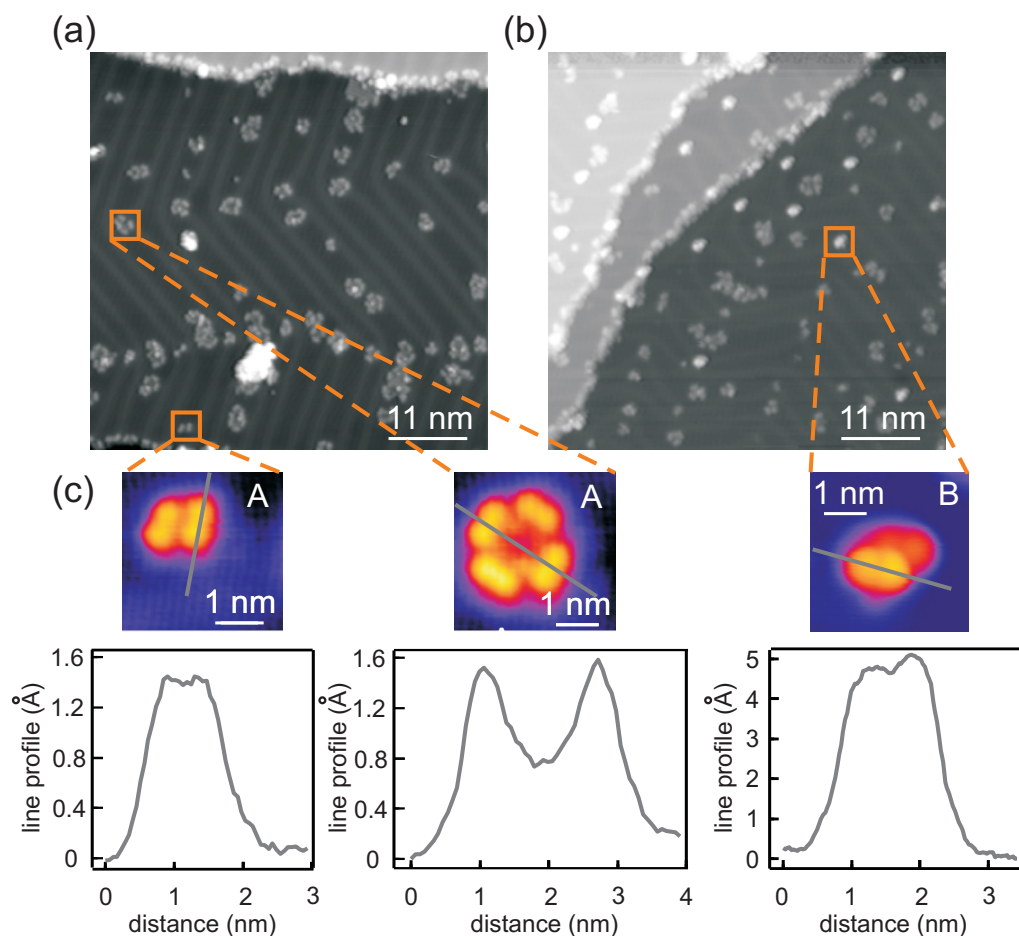 (a)
(b)
11 nm
11 nm
(c)
A
1 nm
A
1 nm
1 nm
B
line profile (Å)
1.6
1.2
0.8
0.4
0
0 1 2 3
distance (nm)
line profile (Å)
1.6
1.2
0.8
0.4
0
0 1 2 3 4
distance (nm)
line profile (Å)
5
4
3
2
1
0
0 1 2 3
distance (nm)